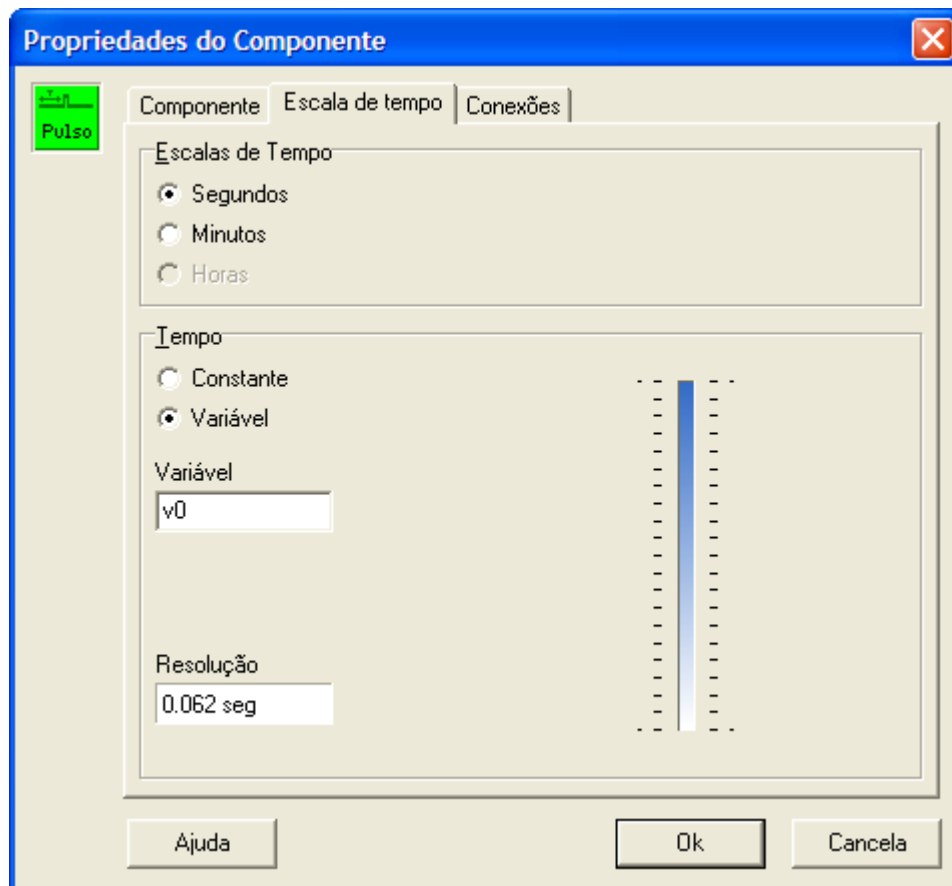 Propriedades do Componente
Pulso
Componente
Escala de tempo
Conexões
Escalas de Tempo
Segundos
Minutos
Horas
Tempo
Constante
Variável
Variável
v0
Resolução
0.062 seg
Ajuda
Ok
Cancela